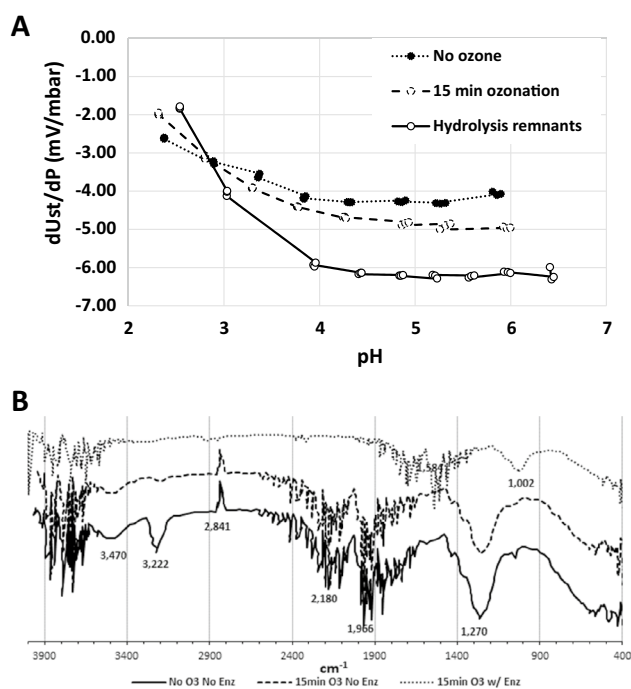 A
0.00
-1.00
-2.00
-3.00
-4.00
-5.00
-6.00
-7.00
dUst/dP (mV/mbar)
No ozone
15 min ozonation
Hydrolysis remnants
2 3 4 5 6 7
pH
B
1,002
2,841
3,470
3,222
2,180
1,966
1,270
3900 3400 2900 2400 1900 1400 900 400
cm-1
No O3 No Enz 15min O3 No Enz 15min O3 w/ Enz